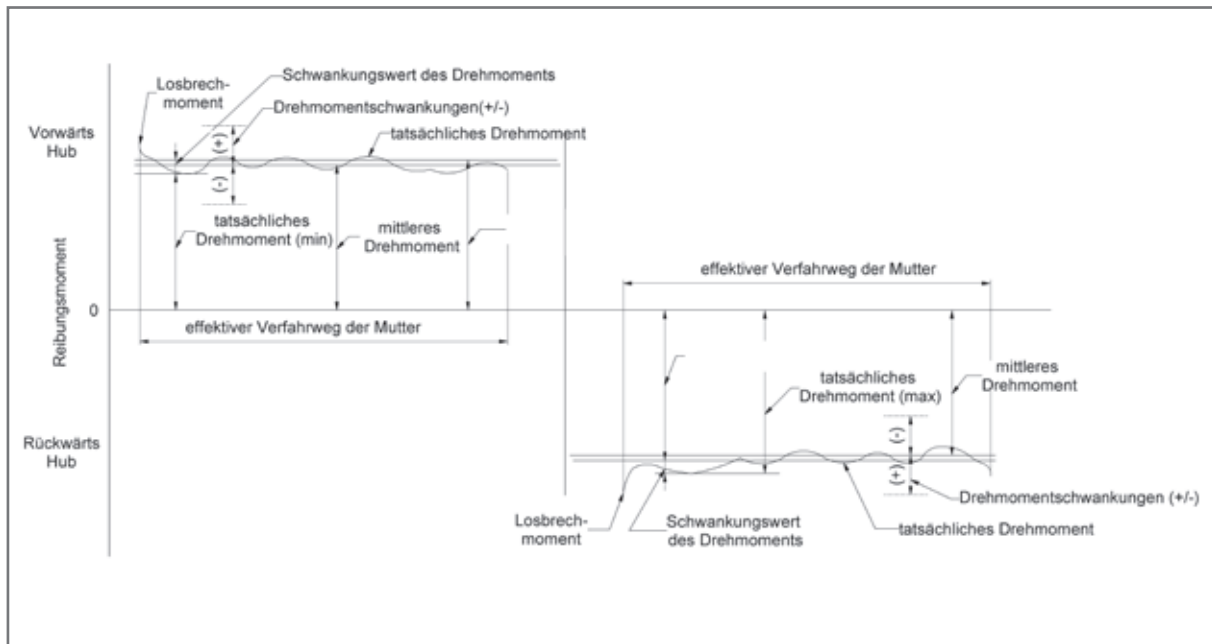 Losbrech-
moment
Schwankungswert des Drehmoments
Drehmomentschwankungen(+/-)
tatsächliches Drehmoment
Vorwärts
Hub
(+)
(-)
tatsächliches
Drehmoment (min)
mittleres
Drehmoment
Reibungsmoment
0
effektiver Verfahrweg der Mutter
effektiver Verfahrweg der Mutter
tatsächliches
Drehmoment (max)
mittleres
Drehmoment
(-)
(+)
Rückwärts
Hub
Losbrech-
moment
Schwankungswert
des Drehmoments
Drehmomentschwankungen (+/-)
tatsächliches Drehmoment